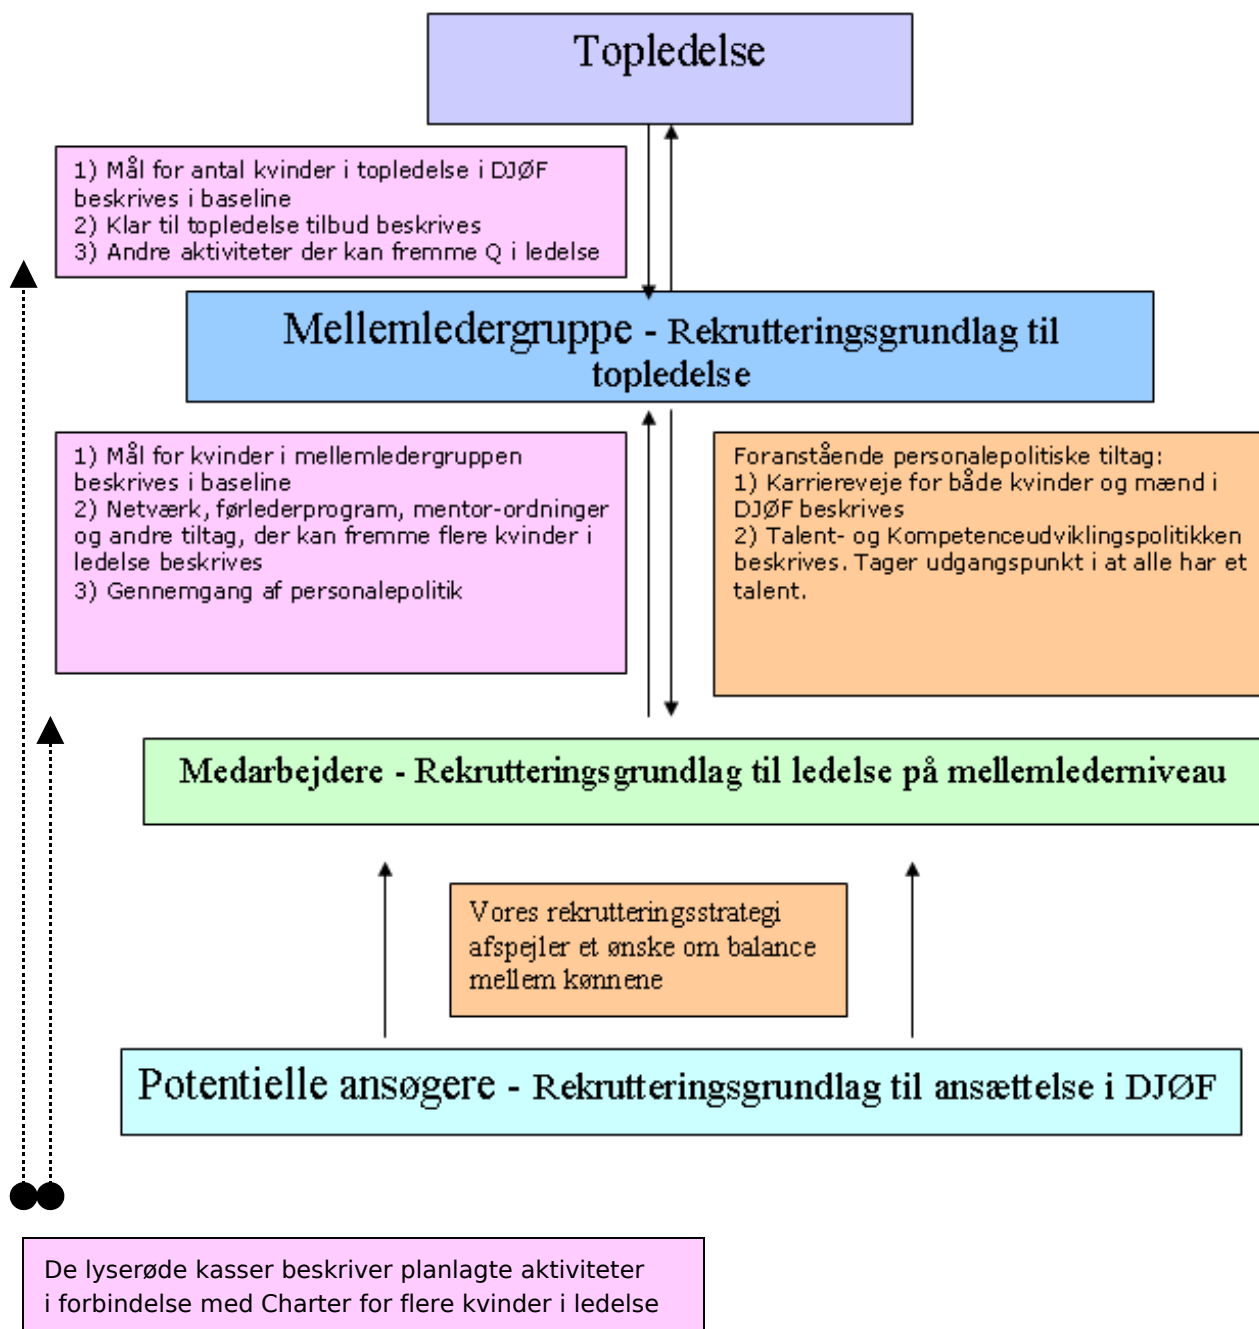 Topledelse
1) Mål for antal kvinder i topledelse i DJØF
beskrives i baseline
2) Klar til topledelse tilbud beskrives
3) Andre aktiviteter der kan fremme Q i ledelse
Mellemledergruppe - Rekrutteringsgrundlag til
topledelse
1) Mål for kvinder i mellemledergruppen
beskrives i baseline
2) Netværk, førlederprogram, mentor-ordninger
og andre tiltag, der kan fremme flere kvinder i
ledelse beskrives
3) Gennemgang af personalepolitik
Foranstående personalepolitiske tiltag:
1) Karriereveje for både kvinder og mænd i
DJØF beskrives
2) Talent- og Kompetenceudviklingspolitikken
beskrives. Tager udgangspunkt i at alle har et
talent.
Medarbejdere - Rekrutteringsgrundlag til ledelse på mellemlederniveau
Vores rekrutteringsstrategi
afspejler et ønske om balance
mellem kønnene
Potentielle ansøgere - Rekrutteringsgrundlag til ansættelse i DJØF
De lyserøde kasser beskriver planlagte aktiviteter
i forbindelse med Charter for flere kvinder i ledelse